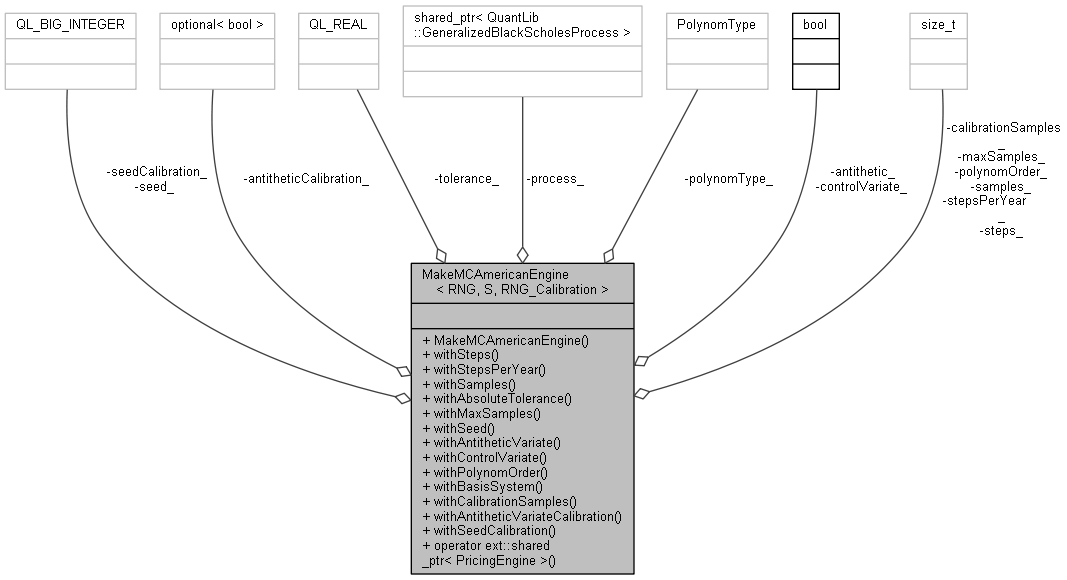 QL_BIG_INTEGER
optional< bool >
QL_REAL
shared_ptr< QuantLib
::GeneralizedBlackScholesProcess >
PolynomType
bool
size_t
-seedCalibration_
-seed_
-antitheticCalibration_
-tolerance_
-process_
-polynomType_
-antithetic_
-controlVariate_
-calibrationSamples
_
-maxSamples_
-polynomOrder_
-samples_
-stepsPerYear
_
-steps_
MakeMCAmericanEngine
< RNG, S, RNG_Calibration >
+ MakeMCAmericanEngine()
+ withSteps()
+ withStepsPerYear()
+ withSamples()
+ withAbsoluteTolerance()
+ withMaxSamples()
+ withSeed()
+ withAntitheticVariate()
+ withControlVariate()
+ withPolynomOrder()
+ withBasisSystem()
+ withCalibrationSamples()
+ withAntitheticVariateCalibration()
+ withSeedCalibration()
+ operator ext::shared
_ptr< PricingEngine >()